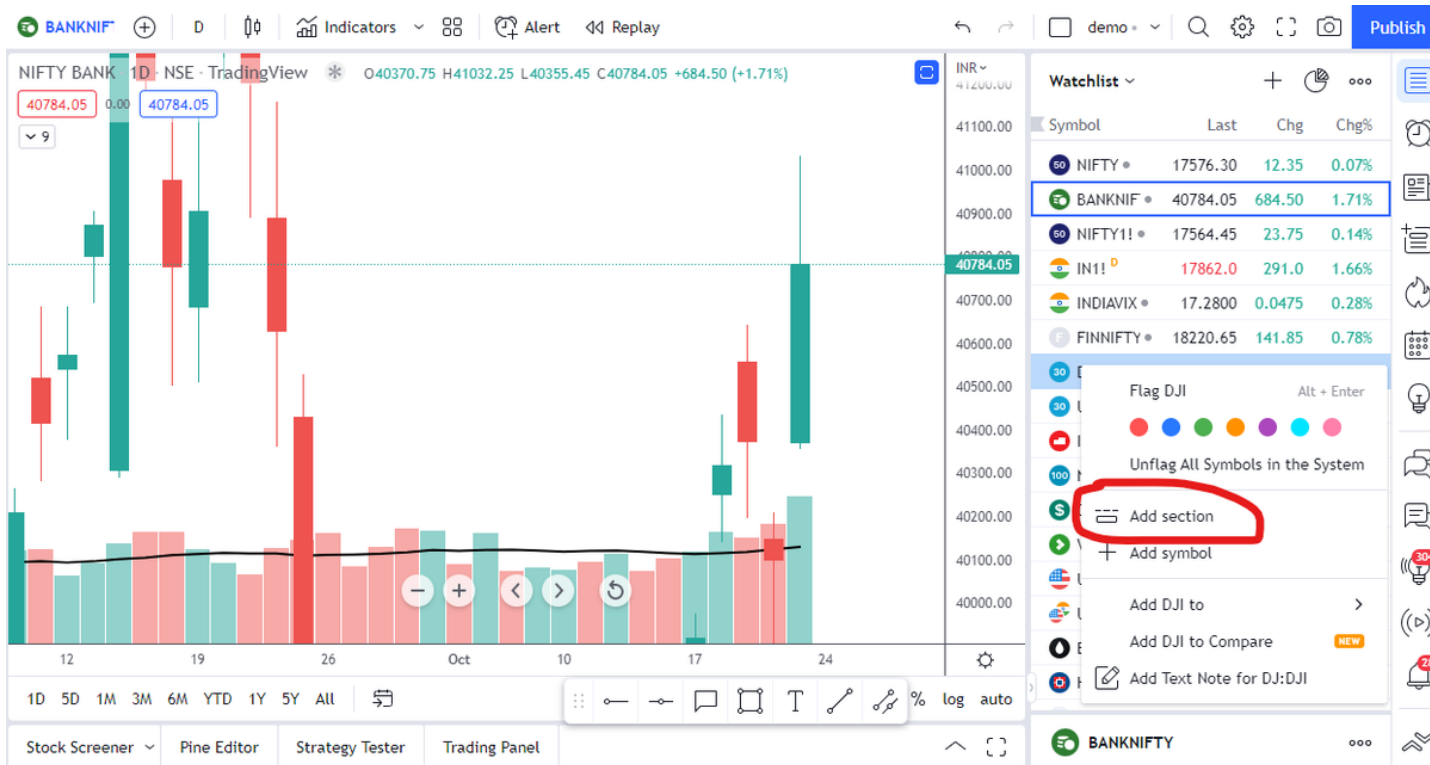 BANKNIF D Indicators Alert Replay demo Publish
NIFTY BANK 1D NSE TradingView O40370.75 H41032.25 L40355.45 C40784.05 +684.50 (+1.71%)
40784.05 0.00 40784.05
9
INR
41200.00
41100.00
41000.00
40900.00
40800.00
40784.05
40700.00
40600.00
40500.00
40400.00
40300.00
40200.00
40100.00
40000.00
12 19 26 Oct 10 17 24
1D 5D 1M 3M 6M YTD 1Y 5Y All
T
% log auto
Stock Screener Pine Editor Strategy Tester Trading Panel
Watchlist
Symbol Last Chg Chg%
50 NIFTY 17576.30 12.35 0.07%
BANKNIF 40784.05 684.50 1.71%
50 NIFTY1! 17564.45 23.75 0.14%
IN1! D 17862.0 291.0 1.66%
INDIAVIX 17.2800 0.0475 0.28%
F FINNIFTY 18220.65 141.85 0.78%
30
30
100
S
Flag DJI Alt + Enter
Unflag All Symbols in the System
Add section
Add symbol
Add DJI to
Add DJI to Compare NEW
Add Text Note for DJ:DJI
BANKNIFTY